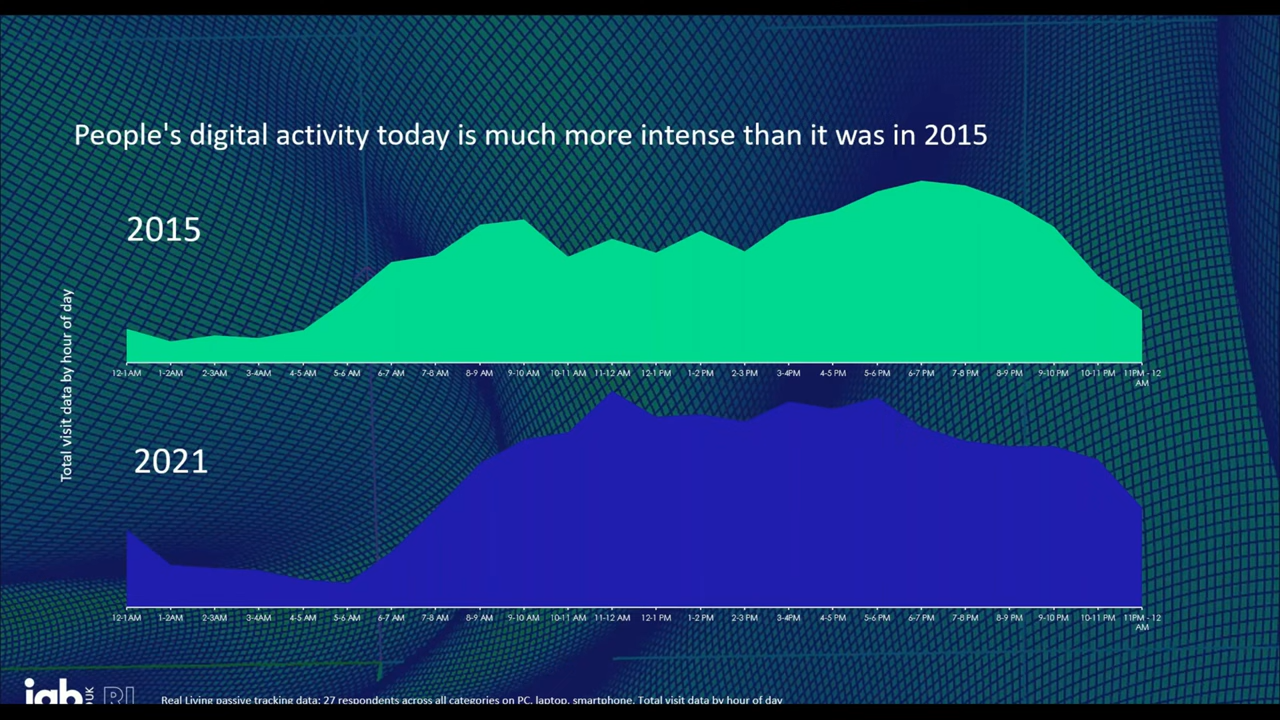 People's digital activity today is much more intense than it was in 2015
2015
Total visit data by hour of day
12-1AM 1-2AM 2-3AM 3-4AM 4-5 AM 5-6 AM 6-7 AM 7-8 AM 8-9 AM 9-10 AM 10-11 AM 11-12 AM 12-1 PM 1-2 PM 2-3 PM 3-4PM 4-5 PM 5-6 PM 6-7 PM 7-8 PM 8-9 PM 9-10 PM 10-11 PM 11PM - 12
AM
2021
12-1AM 1-2AM 2-3AM 3-4AM 4-5 AM 5-6 AM 6-7 AM 7-8 AM 8-9 AM 9-10 AM 10-11 AM 11-12 AM 12-1 PM 1-2 PM 2-3 PM 3-4PM 4-5 PM 5-6 PM 6-7 PM 7-8 PM 8-9 PM 9-10 PM 10-11 PM 11PM - 12
AM
iab UK RL
Real Living passive tracking data: 27 respondents across all categories on PC, laptop, smartphone. Total visit data by hour of day